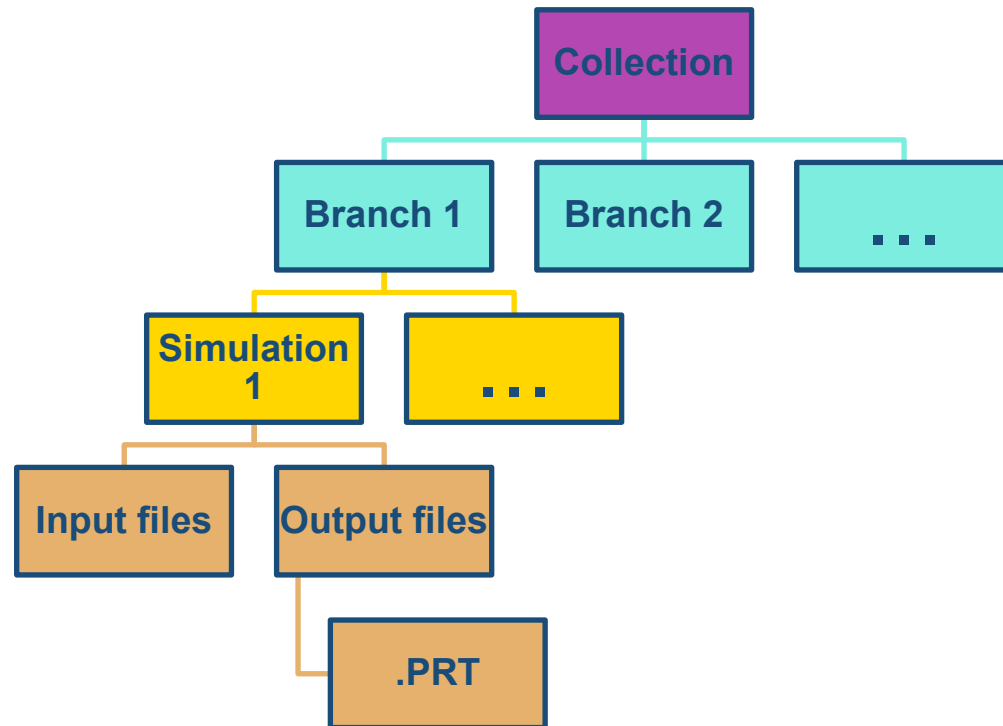 Collection
Branch 1
Branch 2
...
Simulation
1
...
Input files
Output files
.PRT